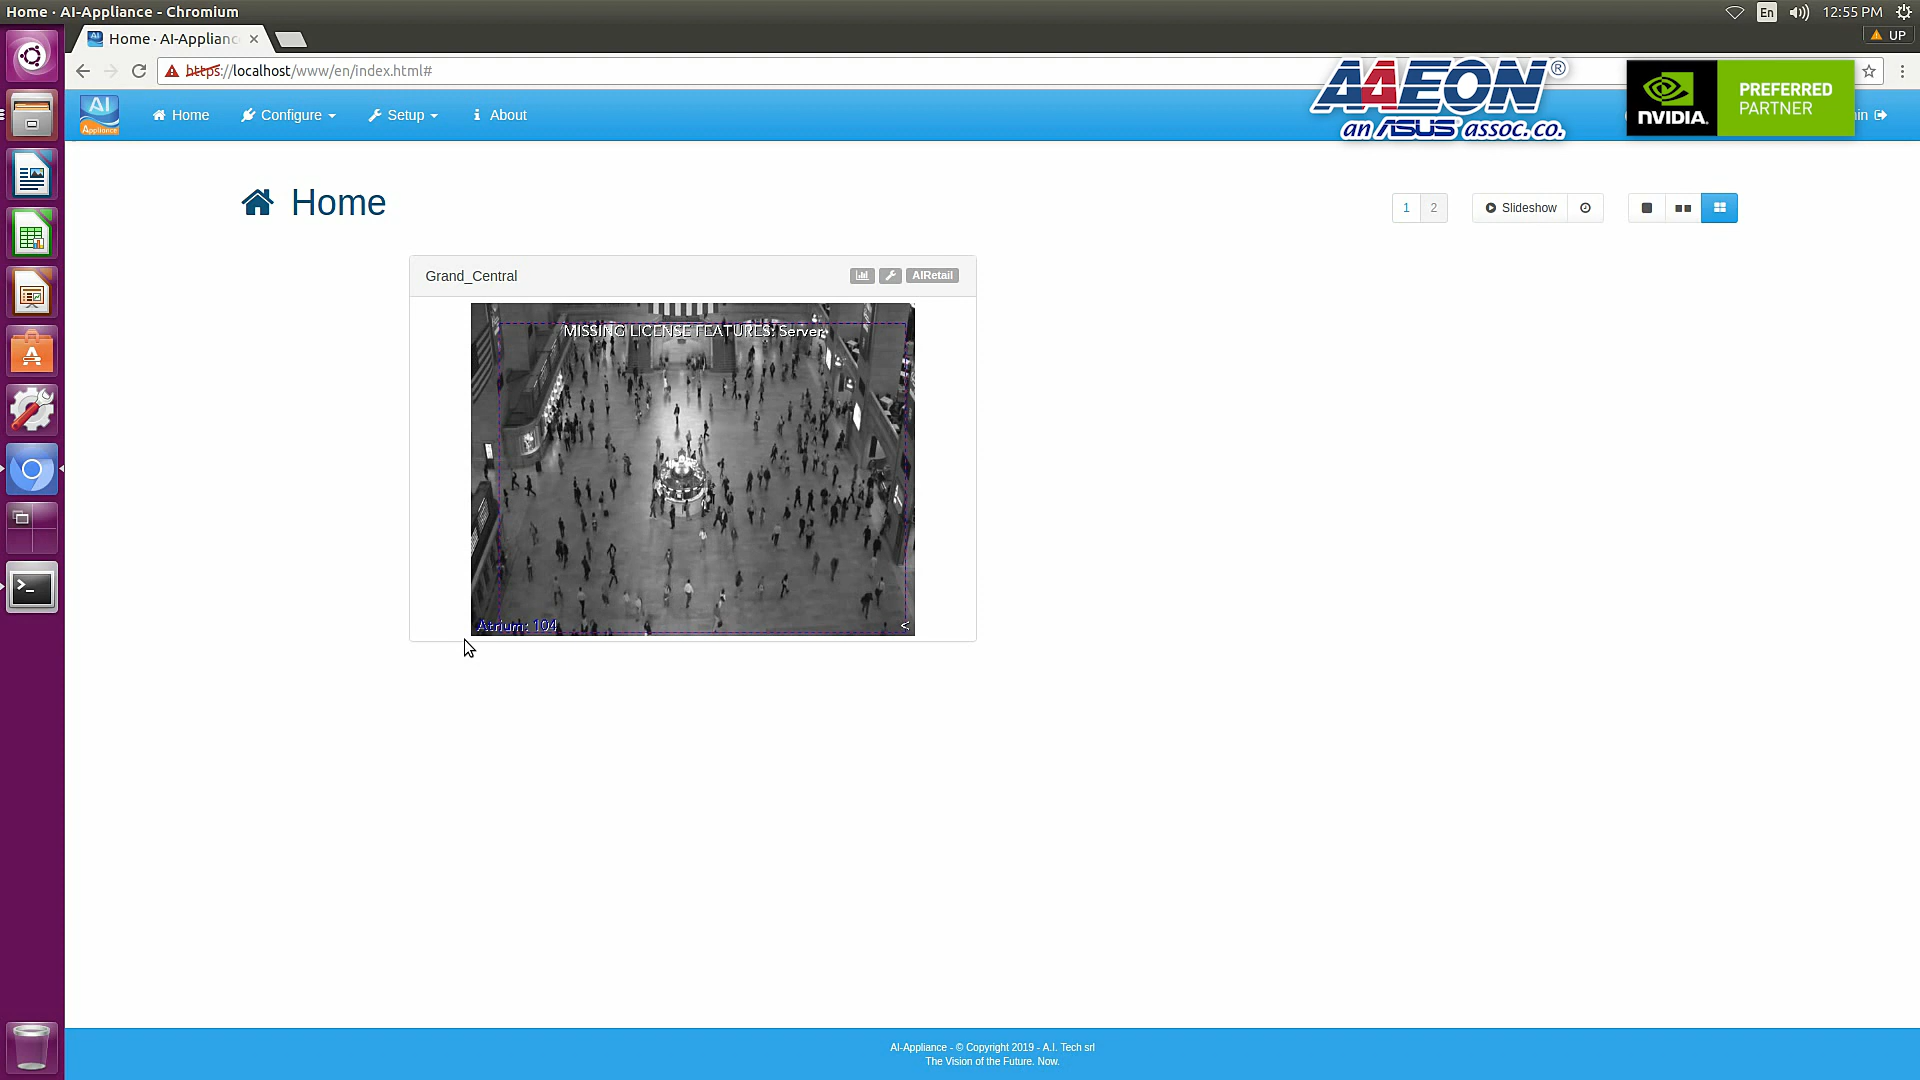 Home · AI-Appliance - Chromium
En
12:55 PM
Home · AI-Applianc
UP
https://localhost/www/en/index.html#
AI
Appliance
Home
Configure
Setup
About
AAEON®
an ASUS assoc. co.
NVIDIA.
PREFERRED
PARTNER
in
Home
1
2
Slideshow
Grand_Central
AIRetail
MISSING LICENSE FEATURES: Server
Atrium: 104
<
AI-Appliance - © Copyright 2019 - A.I. Tech srl
The Vision of the Future. Now.